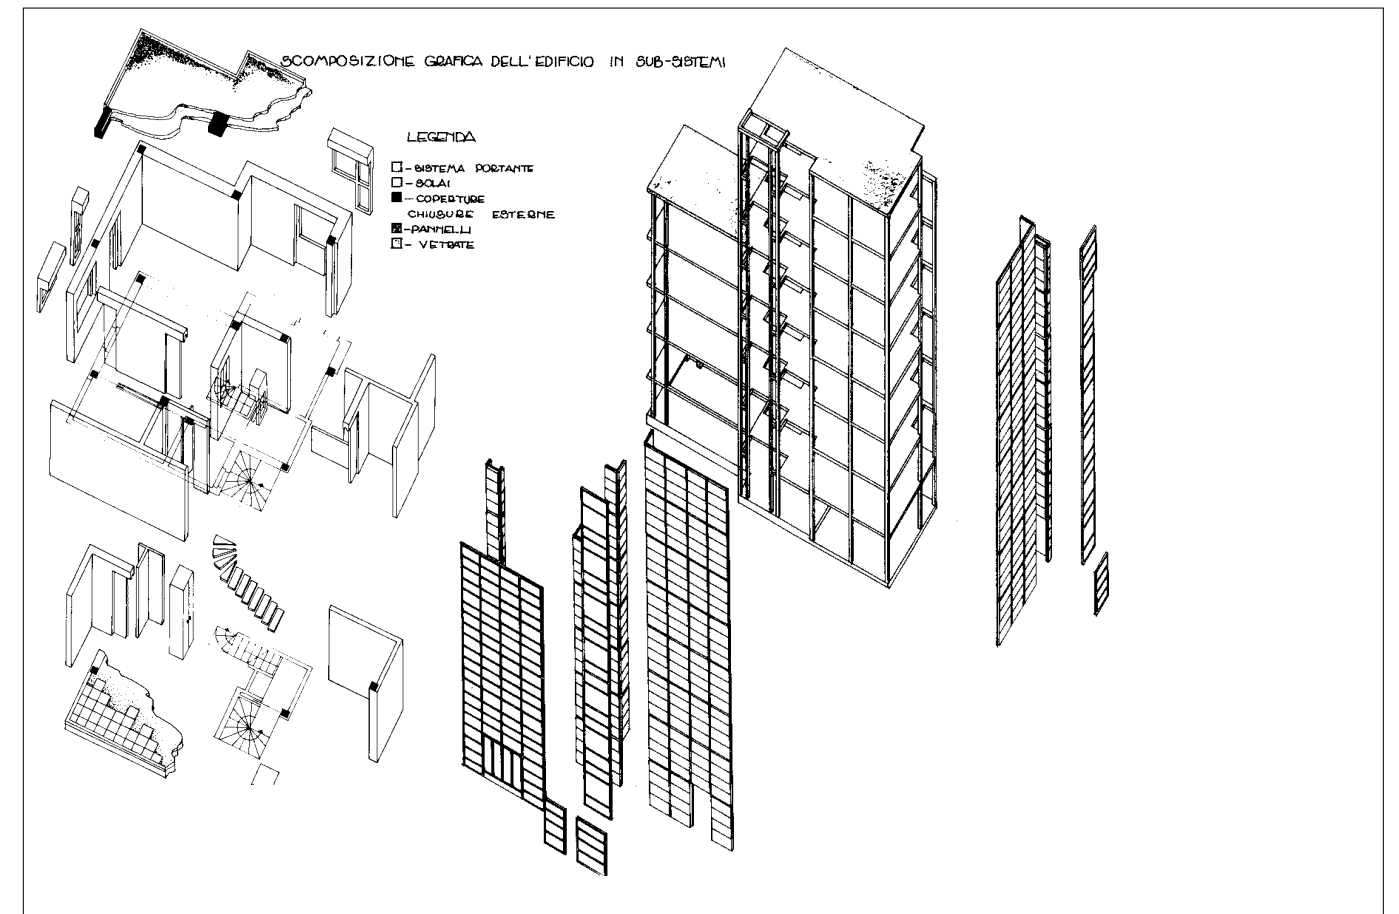 SCOMPOSIZIONE GRAFICA DELL'EDIFICIO IN SUB-SISTEMI
LEGENDA
- SISTEMA PORTANTE
- SOLAI
- COPERTURE
CHIUSURE ESTERNE
- PANNELLI
- VETRATE